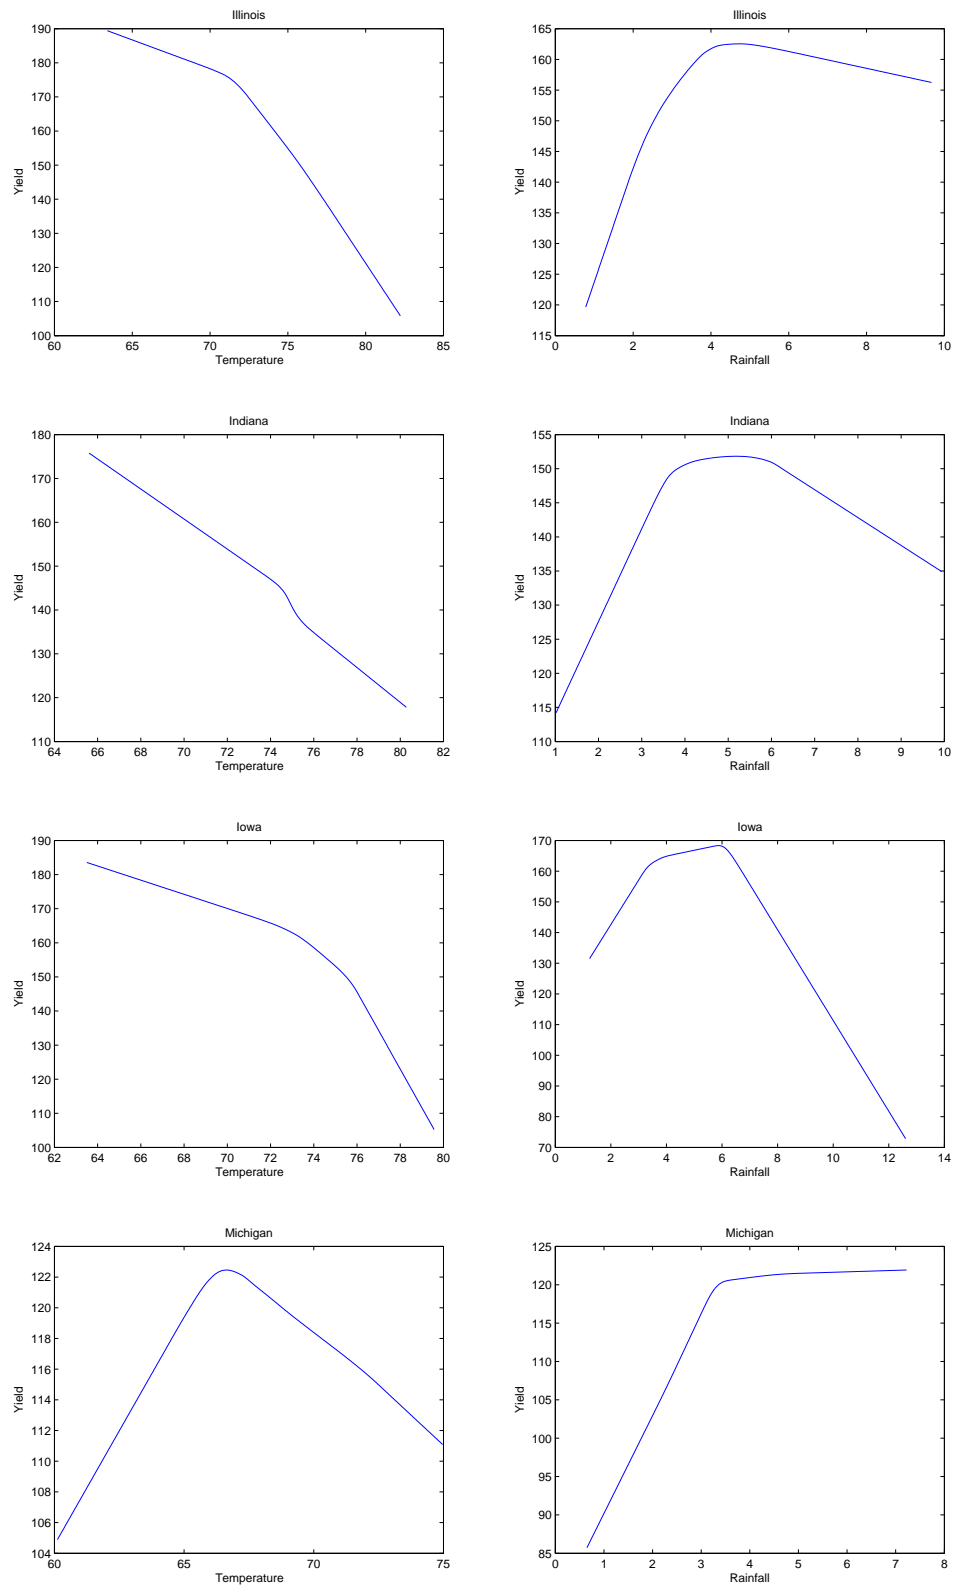 Illinois
190
180
170
160
150
140
130
120
110
100
Yield
60 65 70 75 80 85
Temperature
Illinois
165
160
155
150
145
140
135
130
125
120
115
Yield
0 2 4 6 8 10
Rainfall
Indiana
180
170
160
150
140
130
120
110
Yield
64 66 68 70 72 74 76 78 80 82
Temperature
Indiana
155
150
145
140
135
130
125
120
115
110
Yield
1 2 3 4 5 6 7 8 9 10
Rainfall
Iowa
190
180
170
160
150
140
130
120
110
100
Yield
62 64 66 68 70 72 74 76 78 80
Temperature
Iowa
170
160
150
140
130
120
110
100
90
80
70
Yield
0 2 4 6 8 10 12 14
Rainfall
Michigan
124
122
120
118
116
114
112
110
108
106
104
Yield
60 65 70 75
Temperature
Michigan
125
120
115
110
105
100
95
90
85
Yield
0 1 2 3 4 5 6 7 8
Rainfall